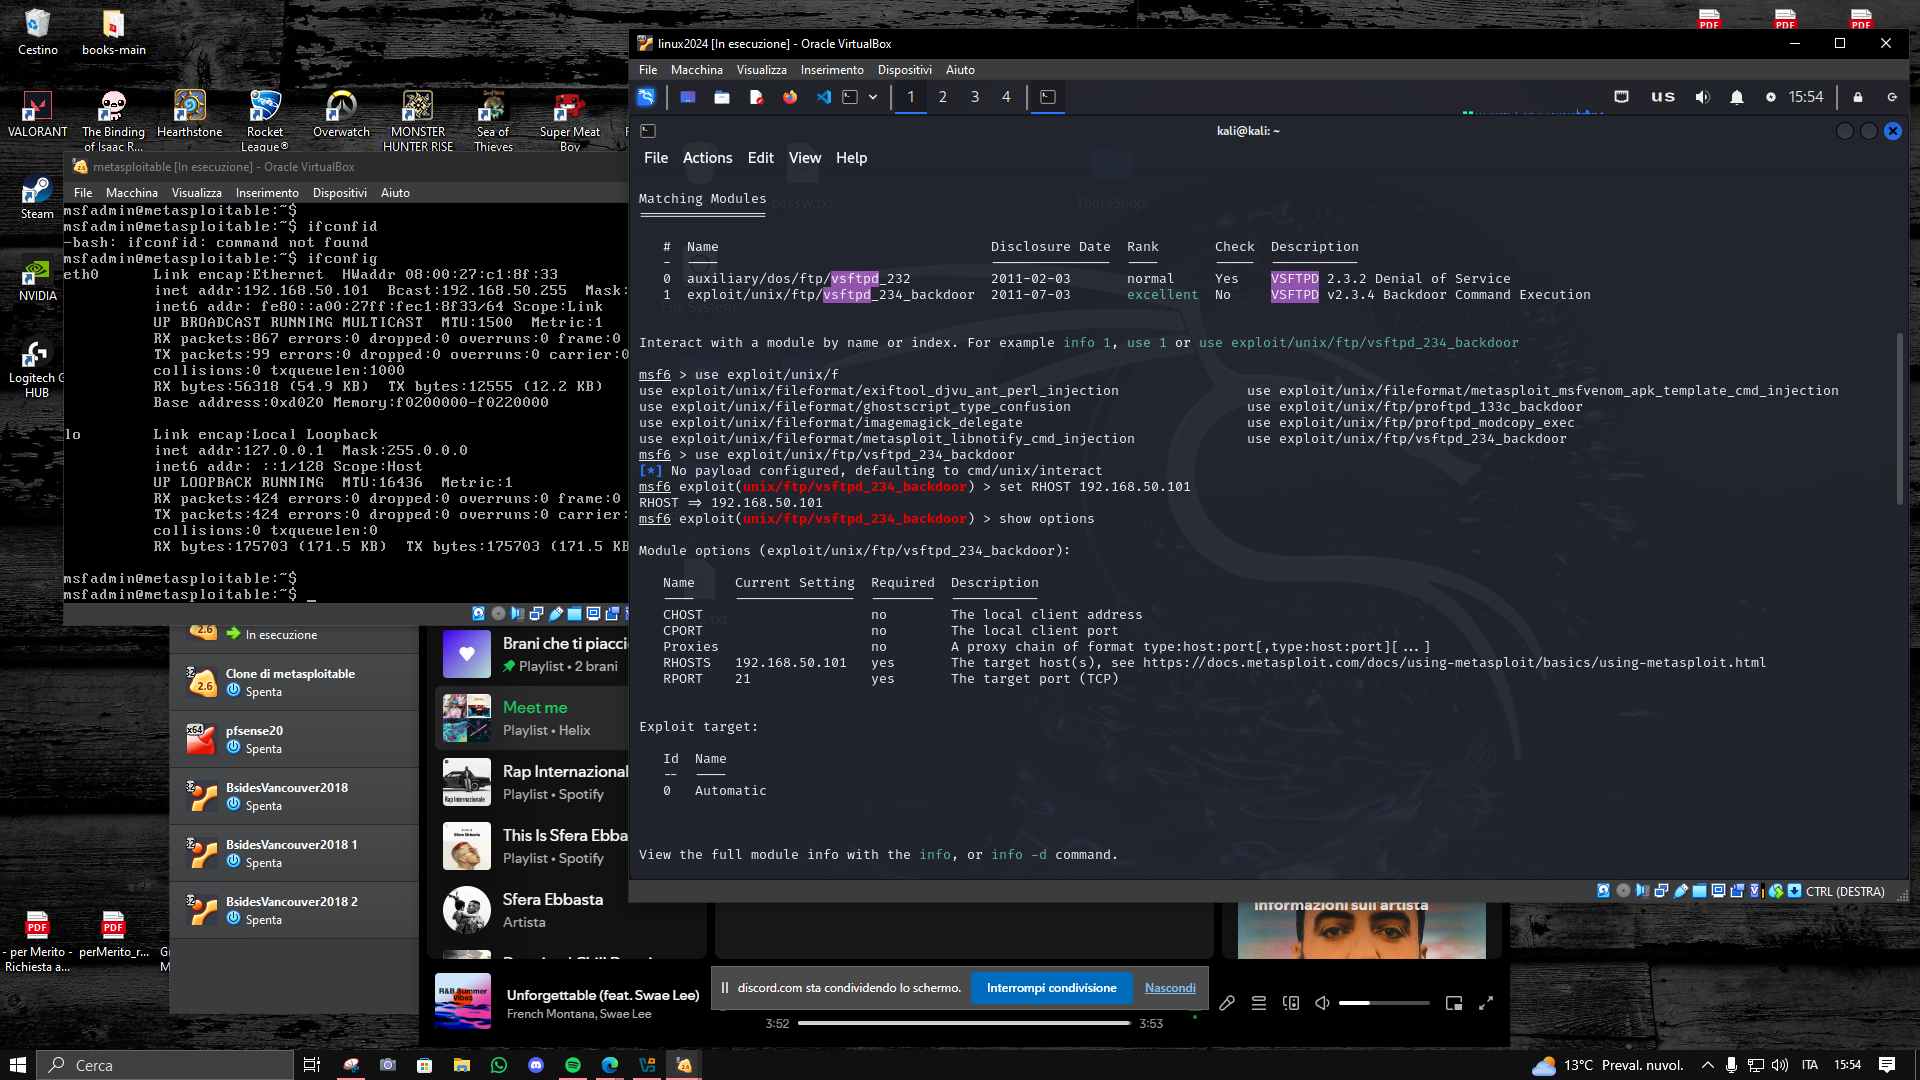 Cestino
books-main
VALORANT
The Binding of Isaac R...
Hearthstone
Rocket League®
Overwatch
MONSTER HUNTER RISE
Sea of Thieves
Super Meat Boy
Steam
NVIDIA
Logitech G HUB
PDF
PDF
PDF
metasploitable [In esecuzione] - Oracle VirtualBox
File Macchina Visualizza Inserimento Dispositivi Aiuto
msfadmin@metasploitable:~$
msfadmin@metasploitable:~$ ifconfid
-bash: ifconfid: command not found
msfadmin@metasploitable:~$ ifconfig
eth0 Link encap:Ethernet HWaddr 08:00:27:c1:8f:33
inet addr:192.168.50.101 Bcast:192.168.50.255 Mask:
inet6 addr: fe80::a00:27ff:fec1:8f33/64 Scope:Link
UP BROADCAST RUNNING MULTICAST MTU:1500 Metric:1
RX packets:867 errors:0 dropped:0 overruns:0 frame:0
TX packets:99 errors:0 dropped:0 overruns:0 carrier:0
collisions:0 txqueuelen:1000
RX bytes:56318 (54.9 KB) TX bytes:12555 (12.2 KB)
Base address:0xd020 Memory:f0200000-f0220000
lo Link encap:Local Loopback
inet addr:127.0.0.1 Mask:255.0.0.0
inet6 addr: ::1/128 Scope:Host
UP LOOPBACK RUNNING MTU:16436 Metric:1
RX packets:424 errors:0 dropped:0 overruns:0 frame:0
TX packets:424 errors:0 dropped:0 overruns:0 carrier:
collisions:0 txqueuelen:0
RX bytes:175703 (171.5 KB) TX bytes:175703 (171.5 KB
msfadmin@metasploitable:~$
msfadmin@metasploitable:~$ _
linux2024 [In esecuzione] - Oracle VirtualBox
File Macchina Visualizza Inserimento Dispositivi Aiuto
1 2 3 4
us 15:54
kali@kali: ~
File Actions Edit View Help
passw.txt
ThetaShop
File System
Matching Modules
================
# Name Disclosure Date Rank Check Description
- ---- --------------- ---- ----- -----------
0 auxiliary/dos/ftp/vsftpd_232 2011-02-03 normal Yes VSFTPD 2.3.2 Denial of Service
1 exploit/unix/ftp/vsftpd_234_backdoor 2011-07-03 excellent No VSFTPD v2.3.4 Backdoor Command Execution
Interact with a module by name or index. For example info 1, use 1 or use exploit/unix/ftp/vsftpd_234_backdoor
msf6 > use exploit/unix/f
use exploit/unix/fileformat/exiftool_djvu_ant_perl_injection use exploit/unix/fileformat/metasploit_msfvenom_apk_template_cmd_injection
use exploit/unix/fileformat/ghostscript_type_confusion use exploit/unix/ftp/proftpd_133c_backdoor
use exploit/unix/fileformat/imagemagick_delegate use exploit/unix/ftp/proftpd_modcopy_exec
use exploit/unix/fileformat/metasploit_libnotify_cmd_injection use exploit/unix/ftp/vsftpd_234_backdoor
msf6 > use exploit/unix/ftp/vsftpd_234_backdoor
[*] No payload configured, defaulting to cmd/unix/interact
msf6 exploit(unix/ftp/vsftpd_234_backdoor) > set RHOST 192.168.50.101
RHOST => 192.168.50.101
msf6 exploit(unix/ftp/vsftpd_234_backdoor) > show options
Module options (exploit/unix/ftp/vsftpd_234_backdoor):
Name Current Setting Required Description
---- --------------- -------- -----------
CHOST no The local client address
CPORT no The local client port
Proxies no A proxy chain of format type:host:port[,type:host:port][...]
RHOSTS 192.168.50.101 yes The target host(s), see https://docs.metasploit.com/docs/using-metasploit/basics/using-metasploit.html
RPORT 21 yes The target port (TCP)
Exploit target:
Id Name
-- ----
0 Automatic
View the full module info with the info, or info -d command.
CTRL (DESTRA)
2.6 In esecuzione
2.6 Clone di metasploitable
Spenta
x64 pfsense20
Spenta
BsidesVancouver2018
Spenta
BsidesVancouver2018 1
Spenta
BsidesVancouver2018 2
Spenta
Brani che ti piacci
Playlist • 2 brani
Meet me
Playlist • Helix
Rap Internazional
Playlist • Spotify
Rap Internazionale
This Is Sfera Ebba
Playlist • Spotify
Sfera Ebbasta
Artista
Informazioni sull'artista
R&B Summer Vibes
Unforgettable (feat. Swae Lee)
French Montana, Swae Lee
discord.com sta condividendo lo schermo. Interrompi condivisione Nascondi
3:52 3:53
PDF
- per Merito - Richiesta a...
PDF
perMerito_r...
Cerca
13°C Preval. nuvol. ITA 15:54